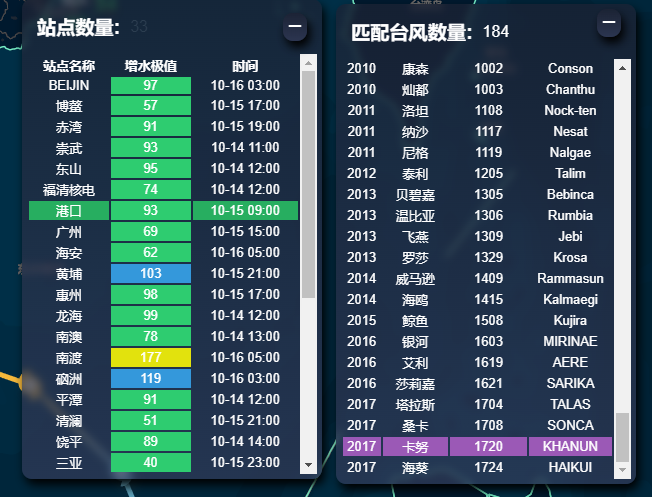 站点数量: 33
站点名称 增水极值 时间
BEIJIN 97 10-16 03:00
博鳌 57 10-15 17:00
赤湾 91 10-15 19:00
崇武 93 10-14 11:00
东山 95 10-14 12:00
福清核电 74 10-14 12:00
港口 93 10-15 09:00
广州 69 10-15 15:00
海安 62 10-16 05:00
黄埔 103 10-15 21:00
惠州 98 10-15 17:00
龙海 99 10-14 12:00
南澳 78 10-14 13:00
南渡 177 10-16 05:00
硇洲 119 10-16 03:00
平潭 91 10-14 12:00
清澜 51 10-15 21:00
饶平 89 10-14 14:00
三亚 40 10-15 23:00
匹配台风数量: 184
2010 康森 1002 Conson
2010 灿都 1003 Chanthu
2011 洛坦 1108 Nock-ten
2011 纳沙 1117 Nesat
2011 尼格 1119 Nalgae
2012 泰利 1205 Talim
2013 贝碧嘉 1305 Bebinca
2013 温比亚 1306 Rumbia
2013 飞燕 1309 Jebi
2013 罗莎 1329 Krosa
2014 威马逊 1409 Rammasun
2014 海鸥 1415 Kalmaegi
2015 鲸鱼 1508 Kujira
2016 银河 1603 MIRINAE
2016 艾利 1619 AERE
2016 莎莉嘉 1621 SARIKA
2017 塔拉斯 1704 TALAS
2017 桑卡 1708 SONCA
2017 卡努 1720 KHANUN
2017 海葵 1724 HAIKUI